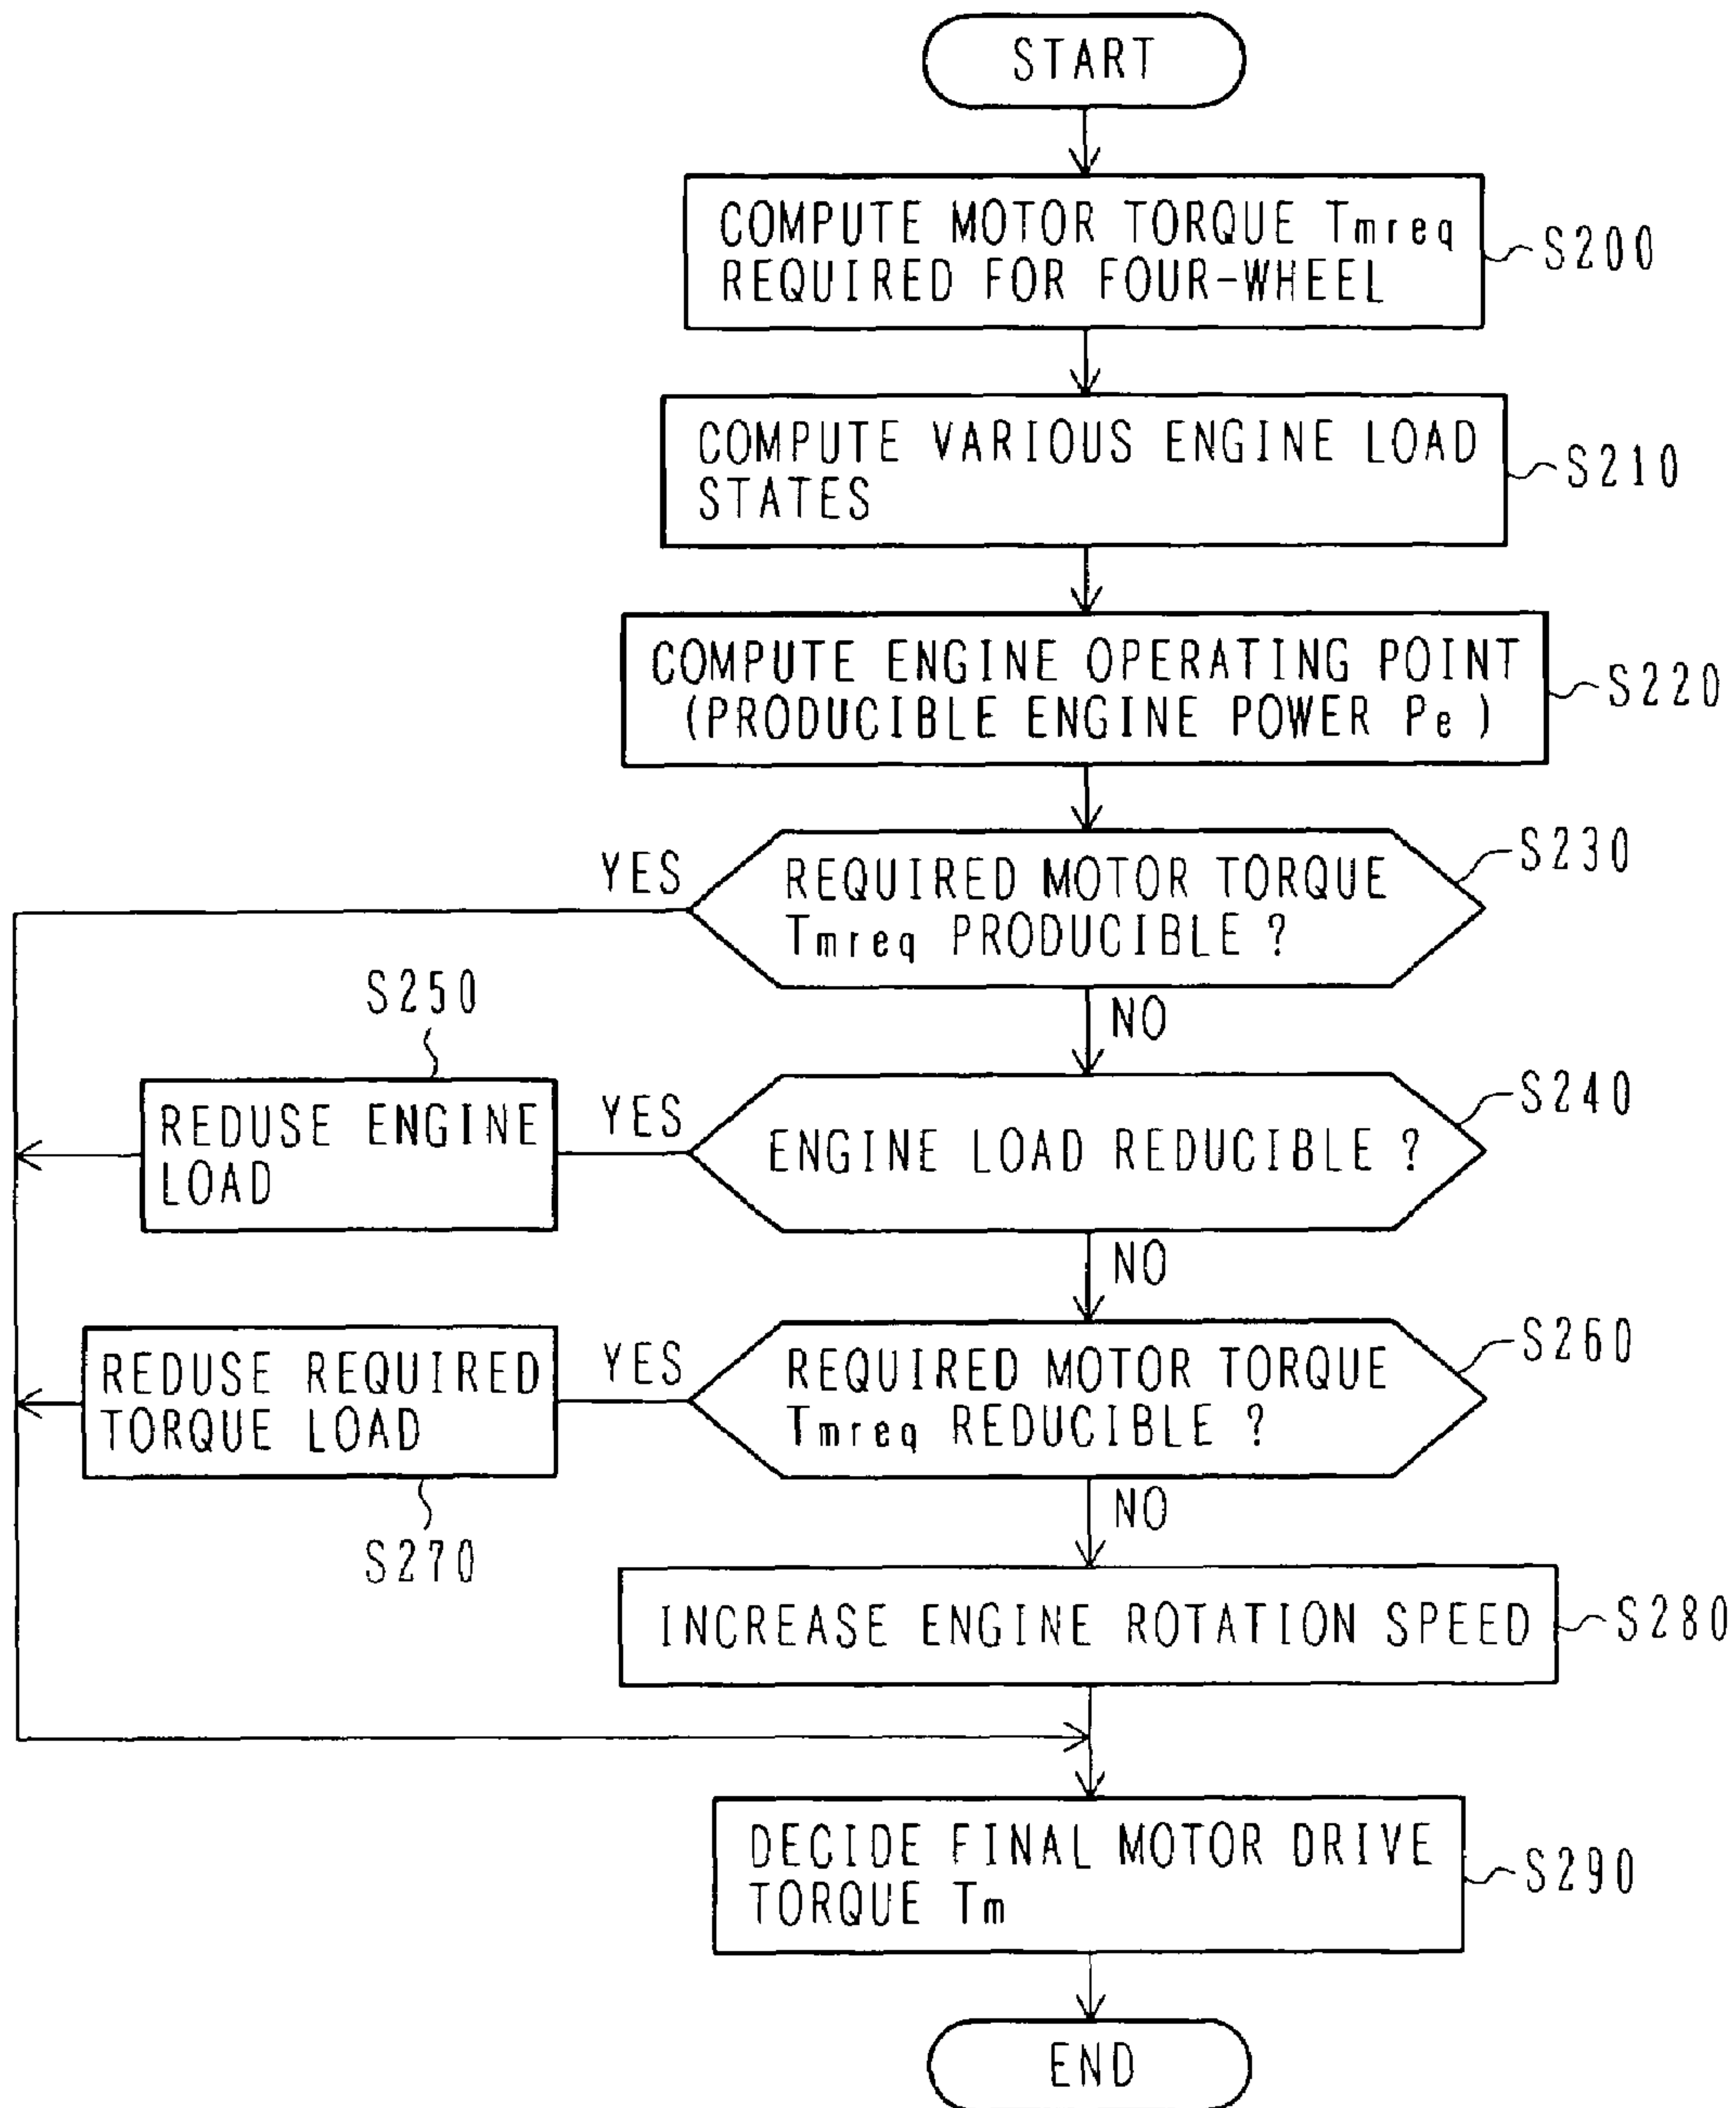 START
COMPUTE MOTOR TORQUE Tmreq
REQUIRED FOR FOUR-WHEEL
S200
COMPUTE VARIOUS ENGINE LOAD
STATES
S210
COMPUTE ENGINE OPERATING POINT
(PRODUCIBLE ENGINE POWER Pe)
S220
YES
REQUIRED MOTOR TORQUE
Tmreq PRODUCIBLE ?
S230
NO
S250
REDUSE ENGINE
LOAD
YES
ENGINE LOAD REDUCIBLE ?
S240
NO
REDUSE REQUIRED
TORQUE LOAD
YES
REQUIRED MOTOR TORQUE
Tmreq REDUCIBLE ?
S260
S270
NO
INCREASE ENGINE ROTATION SPEED
S280
DECIDE FINAL MOTOR DRIVE
TORQUE Tm
S290
END